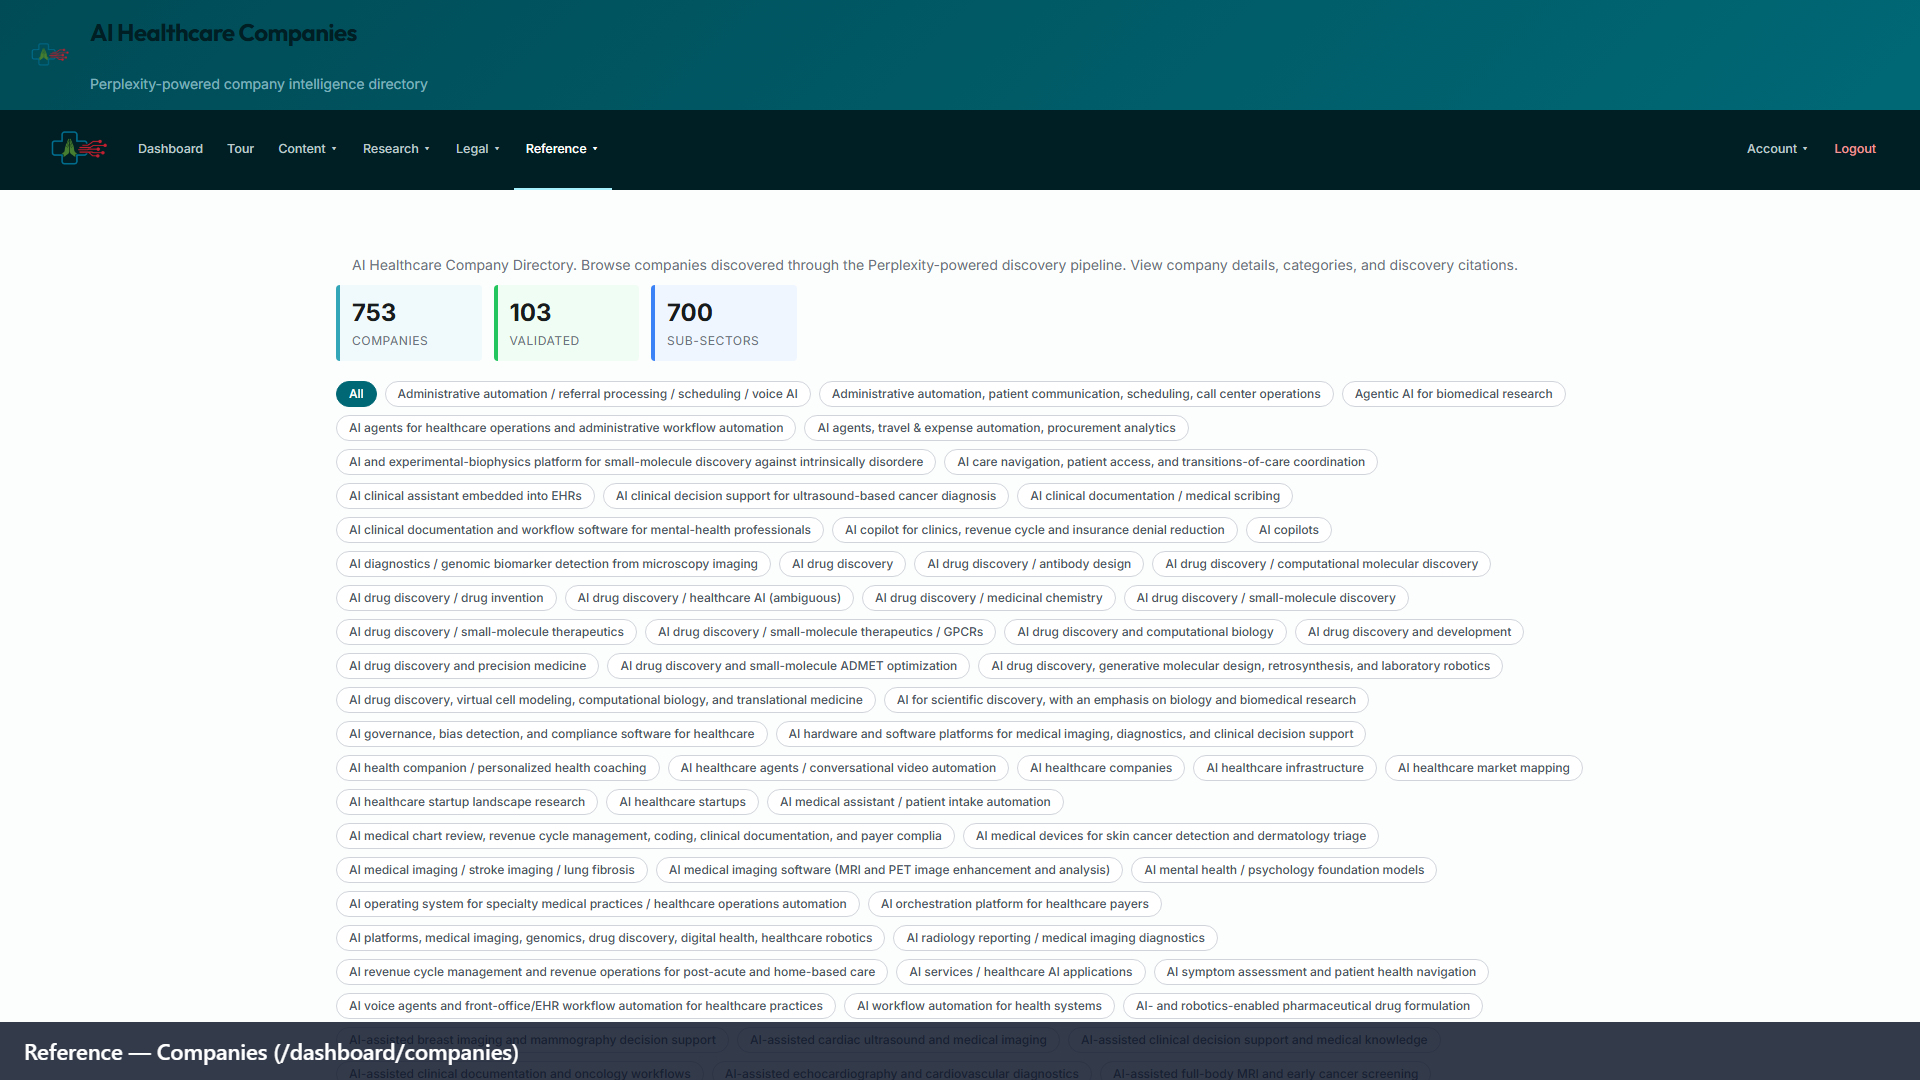 AI Healthcare Companies
Perplexity-powered company intelligence directory
Dashboard Tour Content Research Legal Reference Account Logout
AI Healthcare Company Directory. Browse companies discovered through the Perplexity-powered discovery pipeline. View company details, categories, and discovery citations.
753 103 700
COMPANIES VALIDATED SUB-SECTORS
All Administrative automation / referral processing / scheduling / voice AI Administrative automation, patient communication, scheduling, call center operations Agentic AI for biomedical research
AI agents for healthcare operations and administrative workflow automation AI agents, travel & expense automation, procurement analytics
AI and experimental-biophysics platform for small-molecule discovery against intrinsically disordere AI care navigation, patient access, and transitions-of-care coordination
AI clinical assistant embedded into EHRs AI clinical decision support for ultrasound-based cancer diagnosis AI clinical documentation / medical scribing
AI clinical documentation and workflow software for mental-health professionals AI copilot for clinics, revenue cycle and insurance denial reduction AI copilots
AI diagnostics / genomic biomarker detection from microscopy imaging AI drug discovery AI drug discovery / antibody design AI drug discovery / computational molecular discovery
AI drug discovery / drug invention AI drug discovery / healthcare AI (ambiguous) AI drug discovery / medicinal chemistry AI drug discovery / small-molecule discovery
AI drug discovery / small-molecule therapeutics AI drug discovery / small-molecule therapeutics / GPCRs AI drug discovery and computational biology AI drug discovery and development
AI drug discovery and precision medicine AI drug discovery and small-molecule ADMET optimization AI drug discovery, generative molecular design, retrosynthesis, and laboratory robotics
AI drug discovery, virtual cell modeling, computational biology, and translational medicine AI for scientific discovery, with an emphasis on biology and biomedical research
AI governance, bias detection, and compliance software for healthcare AI hardware and software platforms for medical imaging, diagnostics, and clinical decision support
AI health companion / personalized health coaching AI healthcare agents / conversational video automation AI healthcare companies AI healthcare infrastructure AI healthcare market mapping
AI healthcare startup landscape research AI healthcare startups AI medical assistant / patient intake automation
AI medical chart review, revenue cycle management, coding, clinical documentation, and payer complia AI medical devices for skin cancer detection and dermatology triage
AI medical imaging / stroke imaging / lung fibrosis AI medical imaging software (MRI and PET image enhancement and analysis) AI mental health / psychology foundation models
AI operating system for specialty medical practices / healthcare operations automation AI orchestration platform for healthcare payers
AI platforms, medical imaging, genomics, drug discovery, digital health, healthcare robotics AI radiology reporting / medical imaging diagnostics
AI revenue cycle management and revenue operations for post-acute and home-based care AI services / healthcare AI applications AI symptom assessment and patient health navigation
AI voice agents and front-office/EHR workflow automation for healthcare practices AI workflow automation for health systems AI- and robotics-enabled pharmaceutical drug formulation
AI-assisted breast imaging and mammography decision support AI-assisted cardiac ultrasound and medical imaging AI-assisted clinical decision support and medical knowledge
Reference — Companies (/dashboard/companies)
AI-assisted clinical documentation and oncology workflows AI-assisted echocardiography and cardiovascular diagnostics AI-assisted full-body MRI and early cancer screening